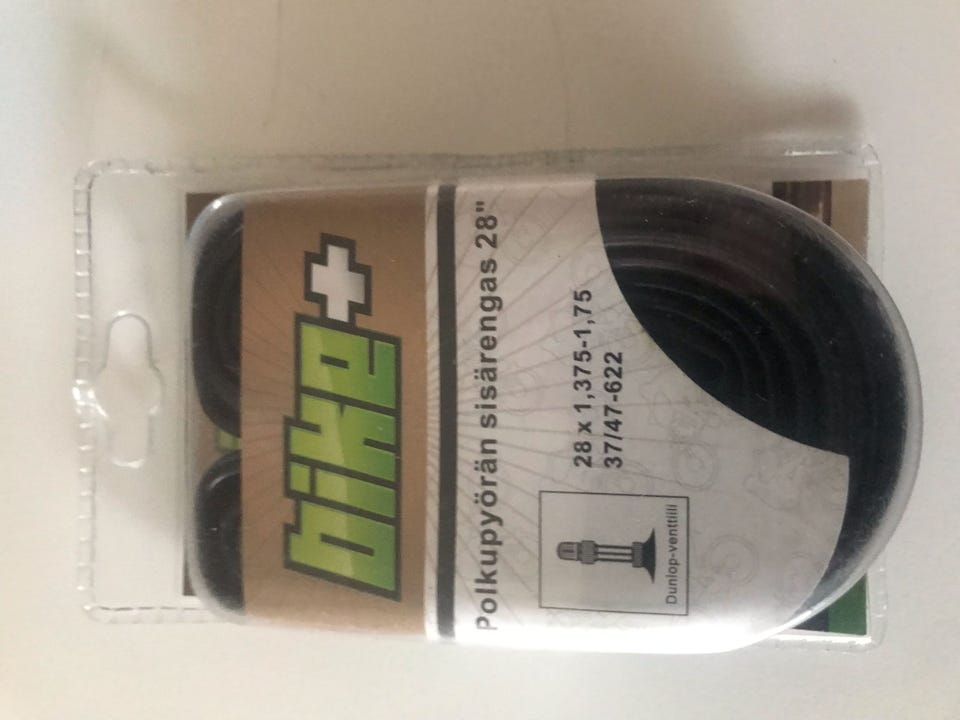 bike+
Polkupyörän sisärengas 28"
28 x 1,375-1,75
37/47-622
Dunlop-venttiili